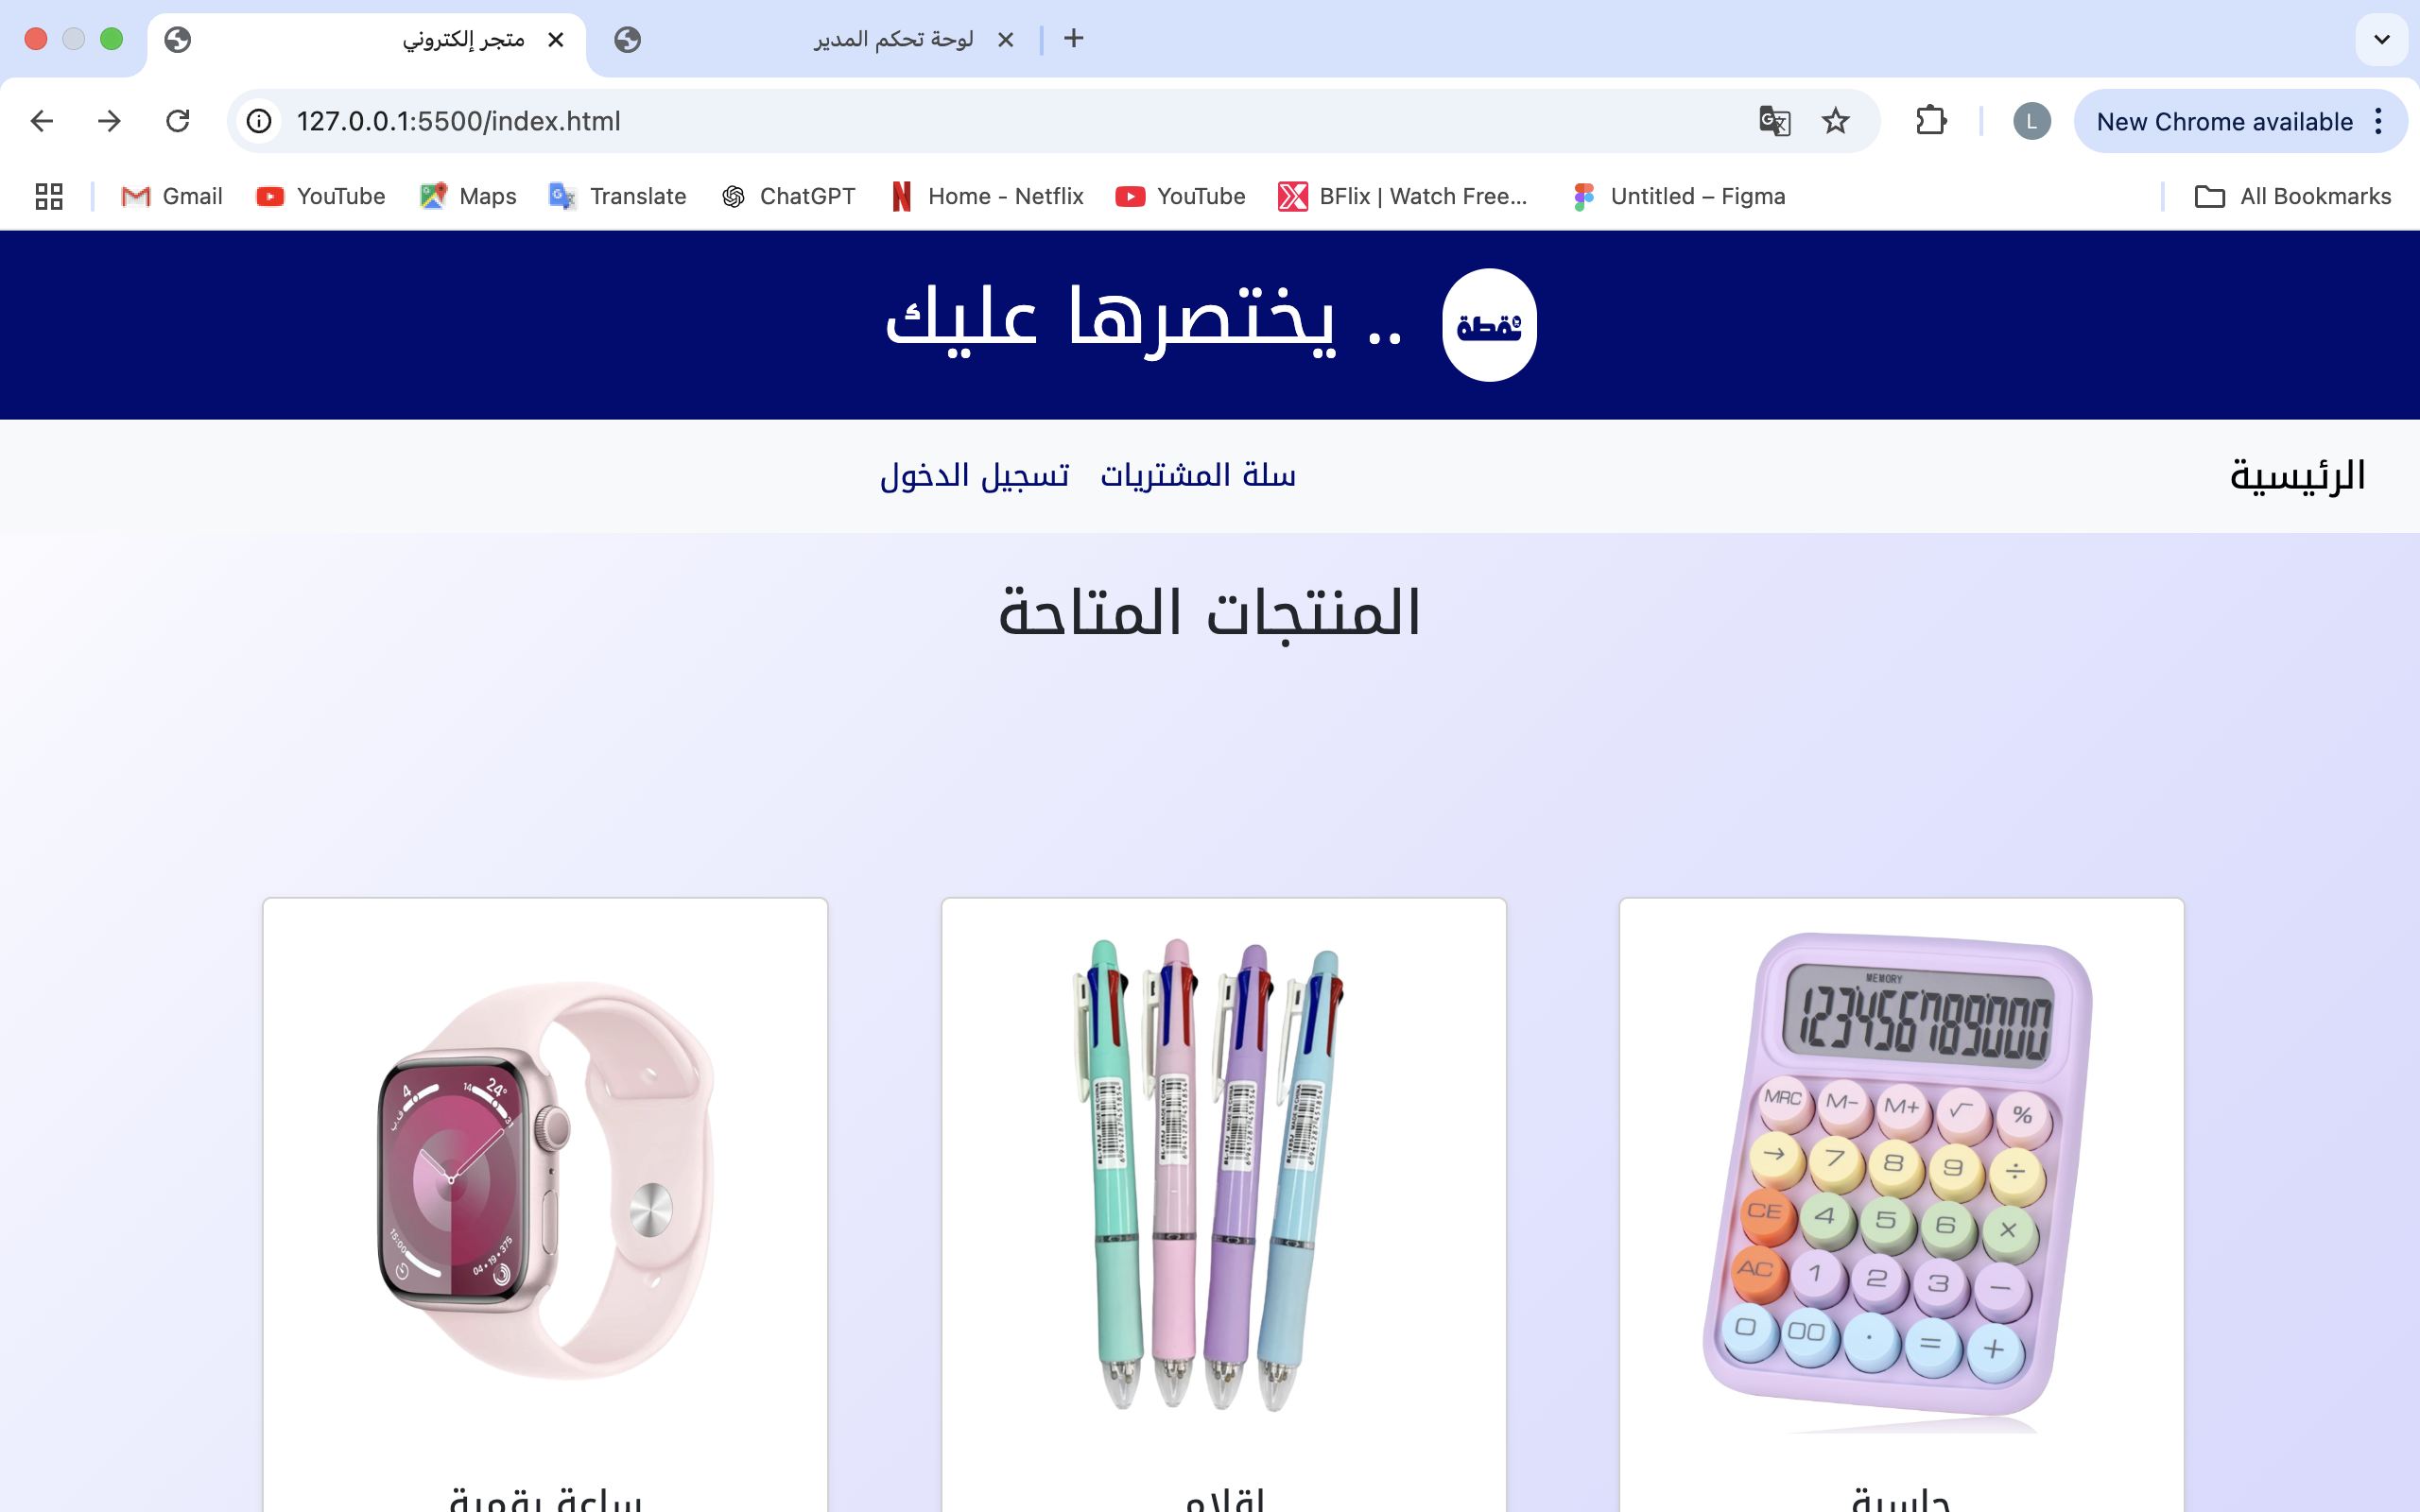 متجر إلكتروني
لوحة تحكم المدير
127.0.0.1:5500/index.html
L
New Chrome available
Gmail
YouTube
Maps
Translate
ChatGPT
Home - Netflix
YouTube
BFlix | Watch Free...
Untitled – Figma
All Bookmarks
نقطة
.. يختصرها عليك
الرئيسية
سلة المشتريات
تسجيل الدخول
المنتجات المتاحة
MEMORY
123456789000
MRC M- M+ √ %
→ 7 8 9 ÷
CE 4 5 6 ×
AC 1 2 3 −
0 00 . = +
حاسبة
اقلام
ساعة